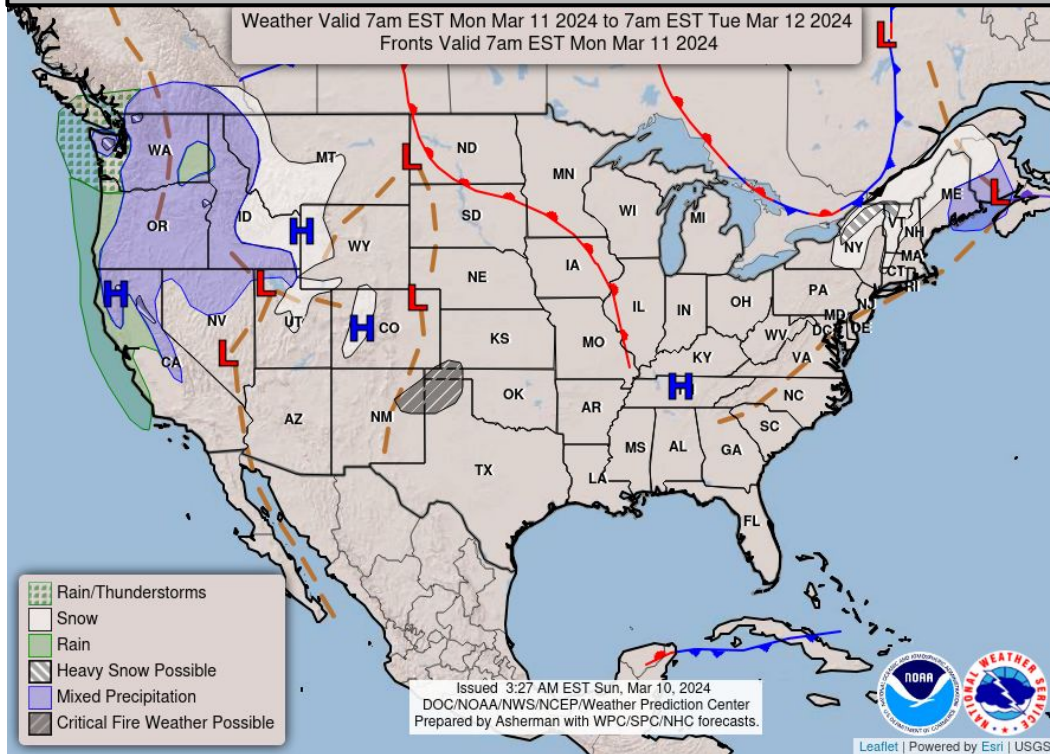 Weather Valid 7am EST Mon Mar 11 2024 to 7am EST Tue Mar 12 2024
Fronts Valid 7am EST Mon Mar 11 2024
L
WA
MT
ND
L
MN
ME
L
OR
ID
H
WY
SD
WI
MI
VT
NH
NY
MA
CT
RI
H
L
L
NE
IA
PA
NJ
NV
UT
H
CO
IL
IN
OH
MD
DE
DC
WV
L
CA
KS
MO
KY
VA
H
AZ
NM
OK
AR
NC
SC
MS
AL
GA
TX
LA
FL
Rain/Thunderstorms
Snow
Rain
Heavy Snow Possible
Mixed Precipitation
Critical Fire Weather Possible
Issued 3:27 AM EST Sun, Mar 10, 2024
DOC/NOAA/NWS/NCEP/Weather Prediction Center
Prepared by Asherman with WPC/SPC/NHC forecasts.
NOAA
NATIONAL WEATHER SERVICE
Leaflet | Powered by Esri | USGS